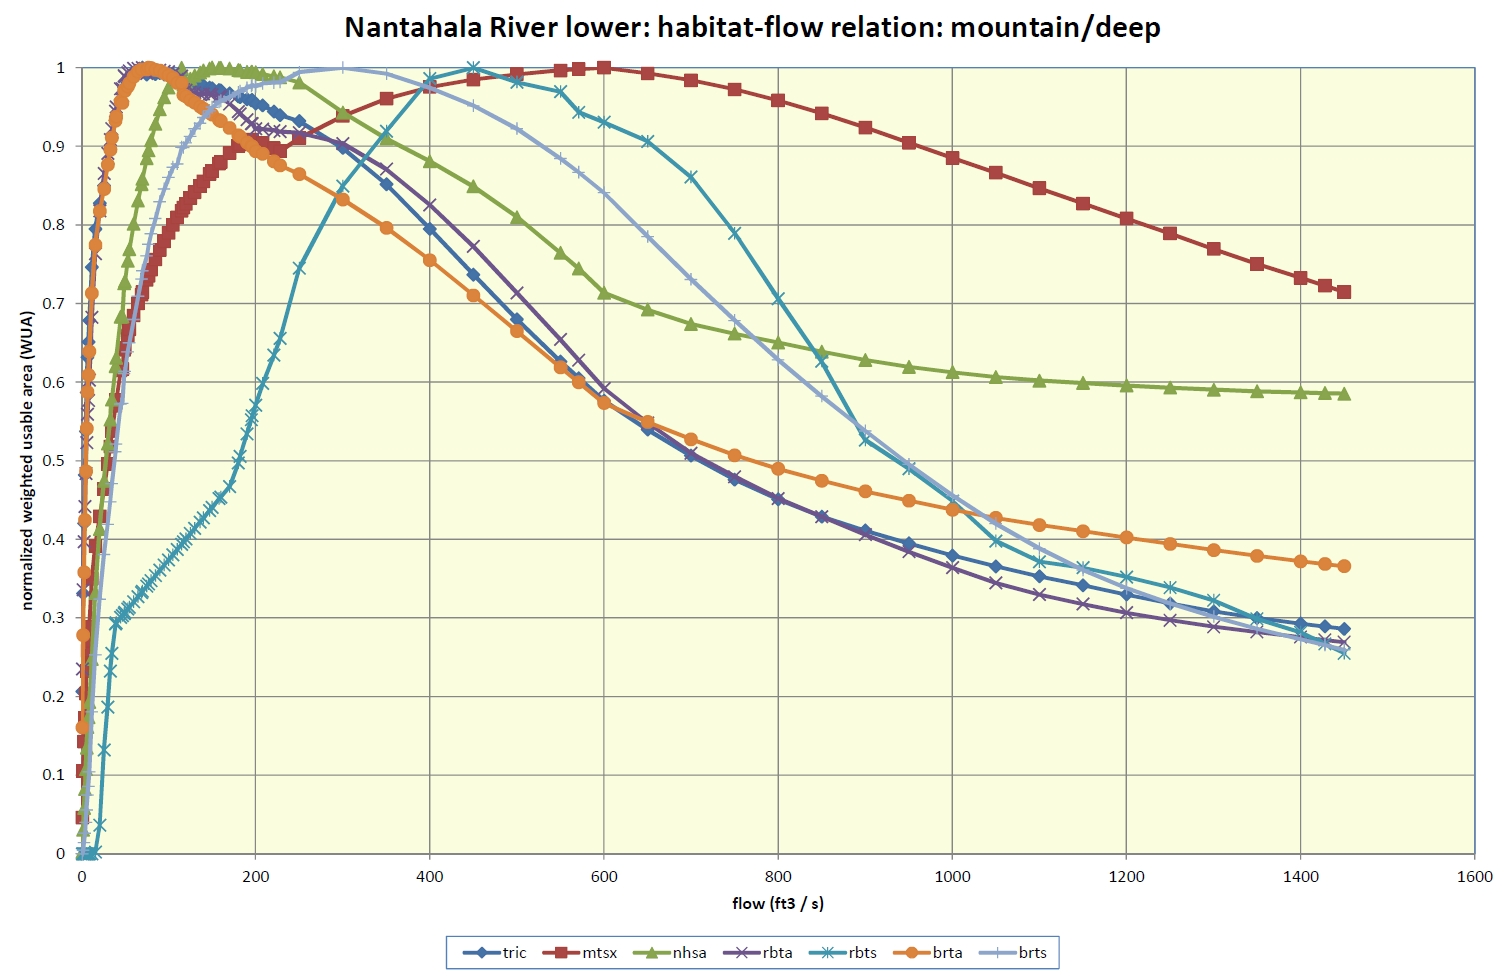 Nantahala River lower: habitat-flow relation: mountain/deep
normalized weighted usable area (WUA)
1
0.9
0.8
0.7
0.6
0.5
0.4
0.3
0.2
0.1
0
0 200 400 600 800 1000 1200 1400 1600
flow (ft3 / s)
tric mtsx nhsa rbta rbts brta brts